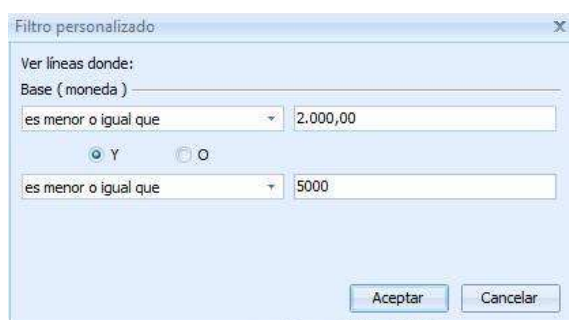 Filtro personalizado x
Ver líneas donde:
Base ( moneda )
es menor o igual que 2.000,00
Y O
es menor o igual que 5000
Aceptar Cancelar